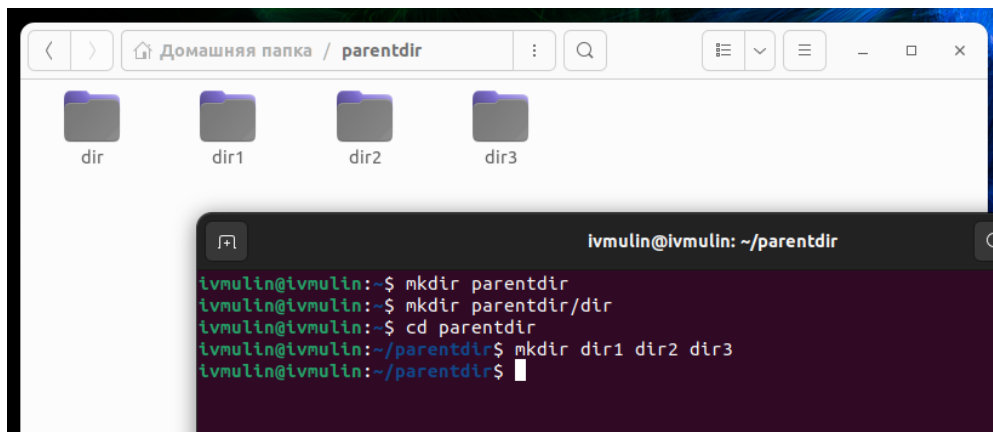 Домашняя папка / parentdir
dir
dir1
dir2
dir3
ivmulin@ivmulin: ~/parentdir
ivmulin@ivmulin:~$ mkdir parentdir
ivmulin@ivmulin:~$ mkdir parentdir/dir
ivmulin@ivmulin:~$ cd parentdir
ivmulin@ivmulin:~/parentdir$ mkdir dir1 dir2 dir3
ivmulin@ivmulin:~/parentdir$